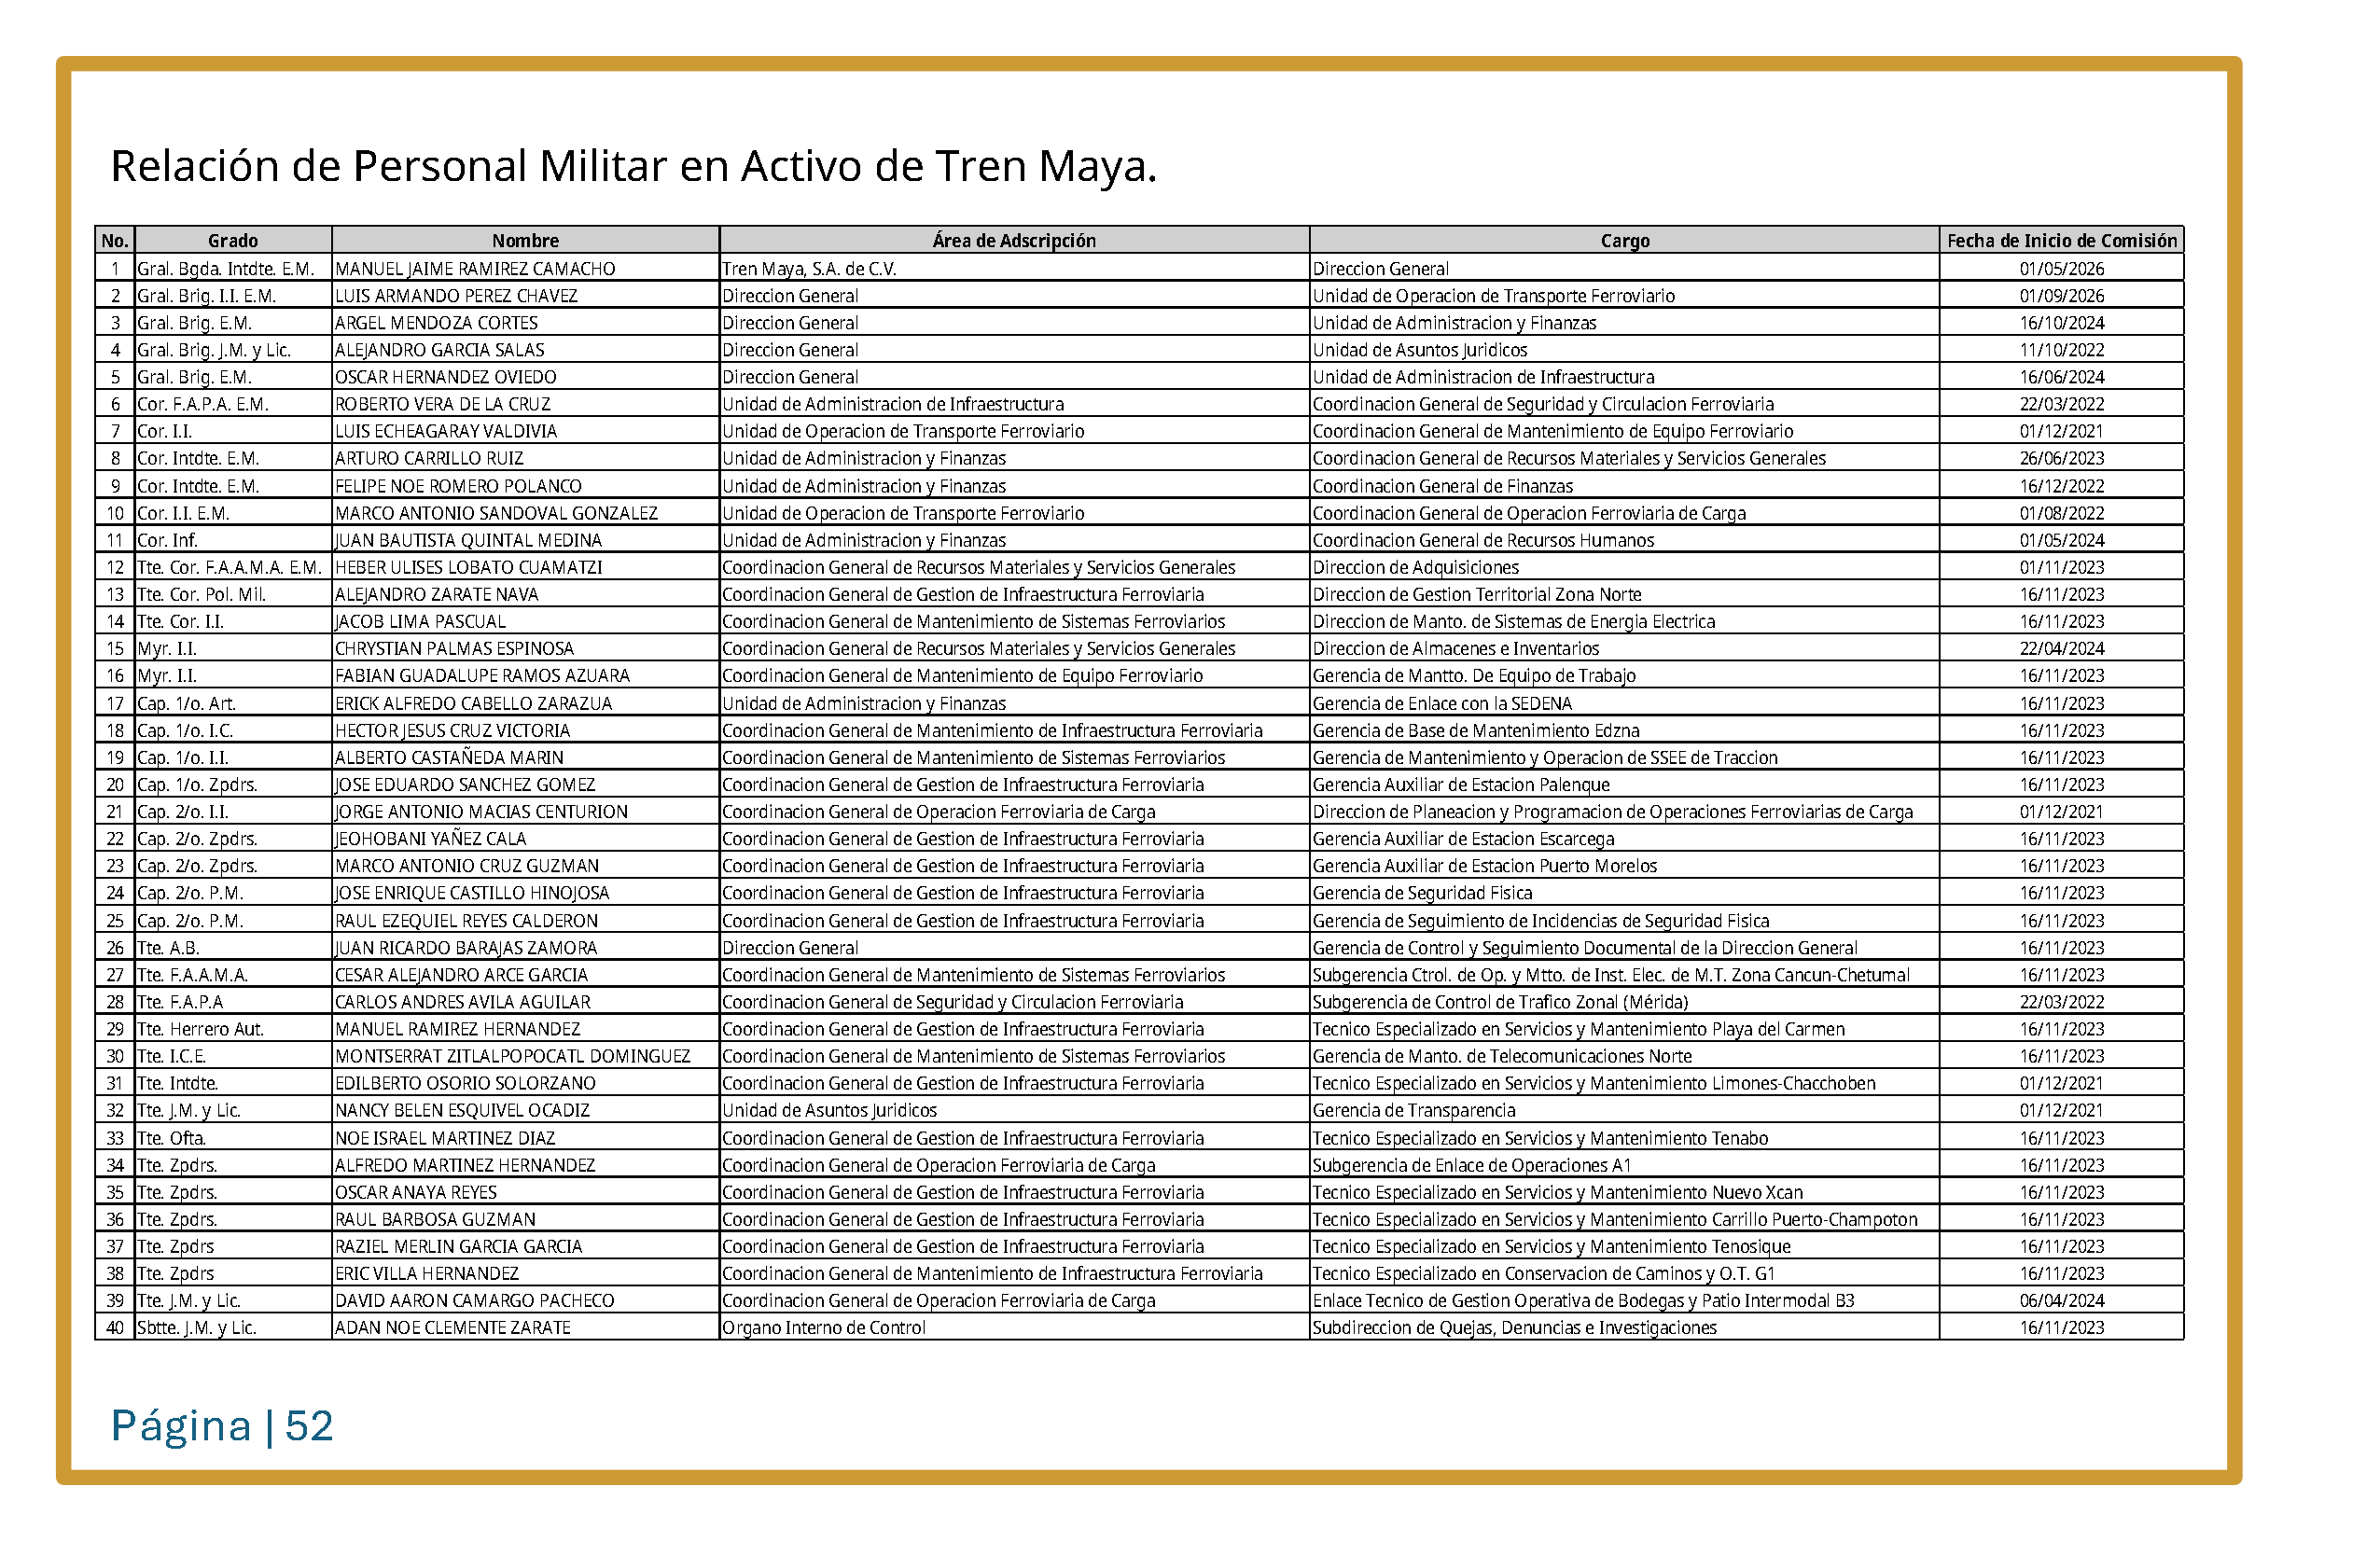 Relación de Personal Militar en Activo de Tren Maya.
No. Grado Nombre Área de Adscripción Cargo Fecha de Inicio de Comisión
1 Gral. Bgda. Intdte. E.M. MANUEL JAIME RAMIREZ CAMACHO Tren Maya, S.A. de C.V. Direccion General 01/05/2026
2 Gral. Brig. I.I. E.M. LUIS ARMANDO PEREZ CHAVEZ Direccion General Unidad de Operacion de Transporte Ferroviario 01/09/2026
3 Gral. Brig. E.M. ARGEL MENDOZA CORTES Direccion General Unidad de Administracion y Finanzas 16/10/2024
4 Gral. Brig. J.M. y Lic. ALEJANDRO GARCIA SALAS Direccion General Unidad de Asuntos Juridicos 11/10/2022
5 Gral. Brig. E.M. OSCAR HERNANDEZ OVIEDO Direccion General Unidad de Administracion de Infraestructura 16/06/2024
6 Cor. F.A.P.A. E.M. ROBERTO VERA DE LA CRUZ Unidad de Administracion de Infraestructura Coordinacion General de Seguridad y Circulacion Ferroviaria 22/03/2022
7 Cor. I.I. LUIS ECHEAGARAY VALDIVIA Unidad de Operacion de Transporte Ferroviario Coordinacion General de Mantenimiento de Equipo Ferroviario 01/12/2021
8 Cor. Intdte. E.M. ARTURO CARRILLO RUIZ Unidad de Administracion y Finanzas Coordinacion General de Recursos Materiales y Servicios Generales 26/06/2023
9 Cor. Intdte. E.M. FELIPE NOE ROMERO POLANCO Unidad de Administracion y Finanzas Coordinacion General de Finanzas 16/12/2022
10 Cor. I.I. E.M. MARCO ANTONIO SANDOVAL GONZALEZ Unidad de Operacion de Transporte Ferroviario Coordinacion General de Operacion Ferroviaria de Carga 01/08/2022
11 Cor. Inf. JUAN BAUTISTA QUINTAL MEDINA Unidad de Administracion y Finanzas Coordinacion General de Recursos Humanos 01/05/2024
12 Tte. Cor. F.A.A.M.A. E.M. HEBER ULISES LOBATO CUAMATZI Coordinacion General de Recursos Materiales y Servicios Generales Direccion de Adquisiciones 01/11/2023
13 Tte. Cor. Pol. Mil. ALEJANDRO ZARATE NAVA Coordinacion General de Gestion de Infraestructura Ferroviaria Direccion de Gestion Territorial Zona Norte 16/11/2023
14 Tte. Cor. I.I. JACOB LIMA PASCUAL Coordinacion General de Mantenimiento de Sistemas Ferroviarios Direccion de Manto. de Sistemas de Energia Electrica 16/11/2023
15 Myr. I.I. CHRYSTIAN PALMAS ESPINOSA Coordinacion General de Recursos Materiales y Servicios Generales Direccion de Almacenes e Inventarios 22/04/2024
16 Myr. I.I. FABIAN GUADALUPE RAMOS AZUARA Coordinacion General de Mantenimiento de Equipo Ferroviario Gerencia de Mantto. De Equipo de Trabajo 16/11/2023
17 Cap. 1/o. Art. ERICK ALFREDO CABELLO ZARAZUA Unidad de Administracion y Finanzas Gerencia de Enlace con la SEDENA 16/11/2023
18 Cap. 1/o. I.C. HECTOR JESUS CRUZ VICTORIA Coordinacion General de Mantenimiento de Infraestructura Ferroviaria Gerencia de Base de Mantenimiento Edzna 16/11/2023
19 Cap. 1/o. I.I. ALBERTO CASTAÑEDA MARIN Coordinacion General de Mantenimiento de Sistemas Ferroviarios Gerencia de Mantenimiento y Operacion de SSEE de Traccion 16/11/2023
20 Cap. 1/o. Zpdrs. JOSE EDUARDO SANCHEZ GOMEZ Coordinacion General de Gestion de Infraestructura Ferroviaria Gerencia Auxiliar de Estacion Palenque 16/11/2023
21 Cap. 2/o. I.I. JORGE ANTONIO MACIAS CENTURION Coordinacion General de Operacion Ferroviaria de Carga Direccion de Planeacion y Programacion de Operaciones Ferroviarias de Carga 01/12/2021
22 Cap. 2/o. Zpdrs. JEOHOBANI YAÑEZ CALA Coordinacion General de Gestion de Infraestructura Ferroviaria Gerencia Auxiliar de Estacion Escarcega 16/11/2023
23 Cap. 2/o. Zpdrs. MARCO ANTONIO CRUZ GUZMAN Coordinacion General de Gestion de Infraestructura Ferroviaria Gerencia Auxiliar de Estacion Puerto Morelos 16/11/2023
24 Cap. 2/o. P.M. JOSE ENRIQUE CASTILLO HINOJOSA Coordinacion General de Gestion de Infraestructura Ferroviaria Gerencia de Seguridad Fisica 16/11/2023
25 Cap. 2/o. P.M. RAUL EZEQUIEL REYES CALDERON Coordinacion General de Gestion de Infraestructura Ferroviaria Gerencia de Seguimiento de Incidencias de Seguridad Fisica 16/11/2023
26 Tte. A.B. JUAN RICARDO BARAJAS ZAMORA Direccion General Gerencia de Control y Seguimiento Documental de la Direccion General 16/11/2023
27 Tte. F.A.A.M.A. CESAR ALEJANDRO ARCE GARCIA Coordinacion General de Mantenimiento de Sistemas Ferroviarios Subgerencia Ctrol. de Op. y Mtto. de Inst. Elec. de M.T. Zona Cancun-Chetumal 16/11/2023
28 Tte. F.A.P.A CARLOS ANDRES AVILA AGUILAR Coordinacion General de Seguridad y Circulacion Ferroviaria Subgerencia de Control de Trafico Zonal (Mérida) 22/03/2022
29 Tte. Herrero Aut. MANUEL RAMIREZ HERNANDEZ Coordinacion General de Gestion de Infraestructura Ferroviaria Tecnico Especializado en Servicios y Mantenimiento Playa del Carmen 16/11/2023
30 Tte. I.C.E. MONTSERRAT ZITLALPOPOCATL DOMINGUEZ Coordinacion General de Mantenimiento de Sistemas Ferroviarios Gerencia de Manto. de Telecomunicaciones Norte 16/11/2023
31 Tte. Intdte. EDILBERTO OSORIO SOLORZANO Coordinacion General de Gestion de Infraestructura Ferroviaria Tecnico Especializado en Servicios y Mantenimiento Limones-Chacchoben 01/12/2021
32 Tte. J.M. y Lic. NANCY BELEN ESQUIVEL OCADIZ Unidad de Asuntos Juridicos Gerencia de Transparencia 01/12/2021
33 Tte. Ofta. NOE ISRAEL MARTINEZ DIAZ Coordinacion General de Gestion de Infraestructura Ferroviaria Tecnico Especializado en Servicios y Mantenimiento Tenabo 16/11/2023
34 Tte. Zpdrs. ALFREDO MARTINEZ HERNANDEZ Coordinacion General de Operacion Ferroviaria de Carga Subgerencia de Enlace de Operaciones A1 16/11/2023
35 Tte. Zpdrs. OSCAR ANAYA REYES Coordinacion General de Gestion de Infraestructura Ferroviaria Tecnico Especializado en Servicios y Mantenimiento Nuevo Xcan 16/11/2023
36 Tte. Zpdrs. RAUL BARBOSA GUZMAN Coordinacion General de Gestion de Infraestructura Ferroviaria Tecnico Especializado en Servicios y Mantenimiento Carrillo Puerto-Champoton 16/11/2023
37 Tte. Zpdrs RAZIEL MERLIN GARCIA GARCIA Coordinacion General de Gestion de Infraestructura Ferroviaria Tecnico Especializado en Servicios y Mantenimiento Tenosique 16/11/2023
38 Tte. Zpdrs ERIC VILLA HERNANDEZ Coordinacion General de Mantenimiento de Infraestructura Ferroviaria Tecnico Especializado en Conservacion de Caminos y O.T. G1 16/11/2023
39 Tte. J.M. y Lic. DAVID AARON CAMARGO PACHECO Coordinacion General de Operacion Ferroviaria de Carga Enlace Tecnico de Gestion Operativa de Bodegas y Patio Intermodal B3 06/04/2024
40 Sbtte. J.M. y Lic. ADAN NOE CLEMENTE ZARATE Organo Interno de Control Subdireccion de Quejas, Denuncias e Investigaciones 16/11/2023
Página | 52